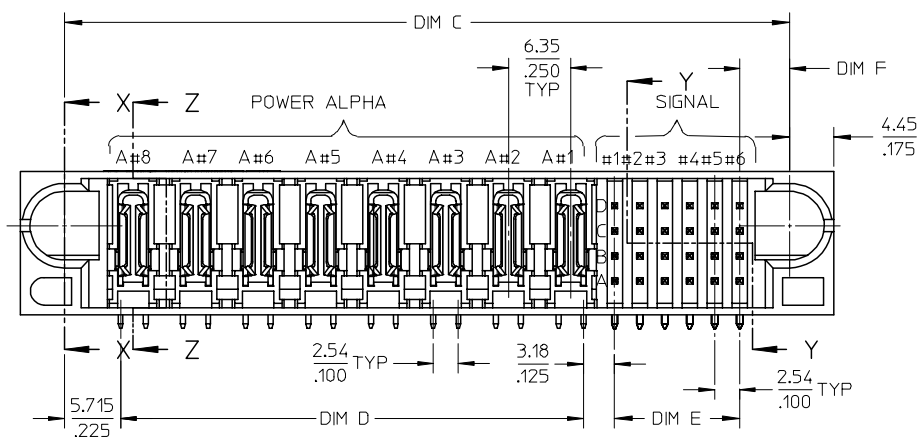 DIM C
6.35
.250
TYP
DIM F
X Z
POWER ALPHA
Y
SIGNAL
4.45
.175
A#8 A#7 A#6 A#5 A#4 A#3 A#2 A#1 #1 #2 #3 #4 #5 #6
D
C
B
A
X Z
Y
2.54
.100
TYP
3.18
.125
2.54
.100
TYP
5.715
.225
DIM D
DIM E